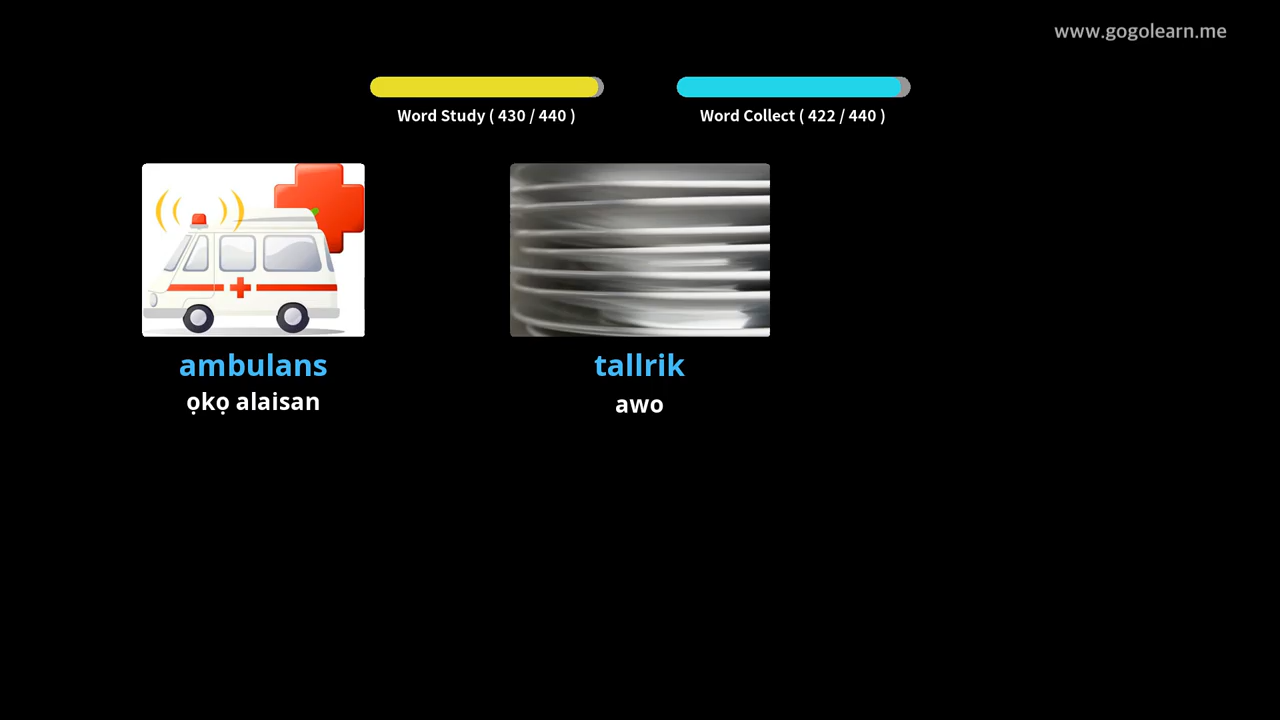 www.gogolearn.me
Word Study ( 430 / 440 )
Word Collect ( 422 / 440 )
ambulans
ọkọ alaisan
tallrik
awo